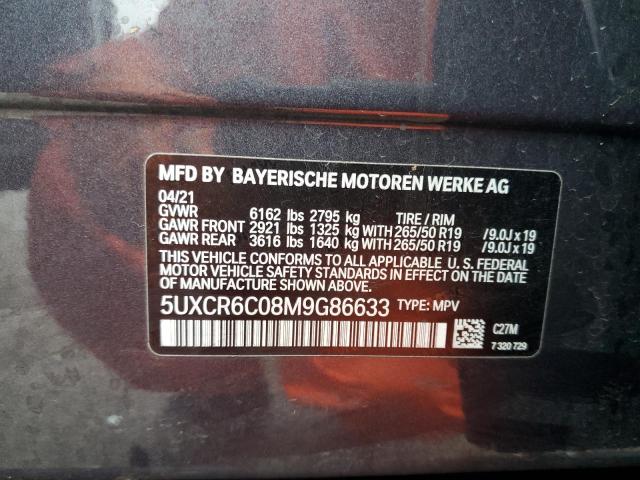 MFD BY BAYERISCHE MOTOREN WERKE AG
04/21
GVWR 6162 lbs 2795 kg TIRE / RIM
GAWR FRONT 2921 lbs 1325 kg WITH 265/50 R19 /9.0J x 19
GAWR REAR 3616 lbs 1640 kg WITH 265/50 R19 /9.0J x 19
THIS VEHICLE CONFORMS TO ALL APPLICABLE U. S. FEDERAL
MOTOR VEHICLE SAFETY STANDARDS IN EFFECT ON THE DATE
OF MANUFACTURE SHOWN ABOVE.
5UXCR6C08M9G86633 TYPE: MPV
C27M
7 320 729